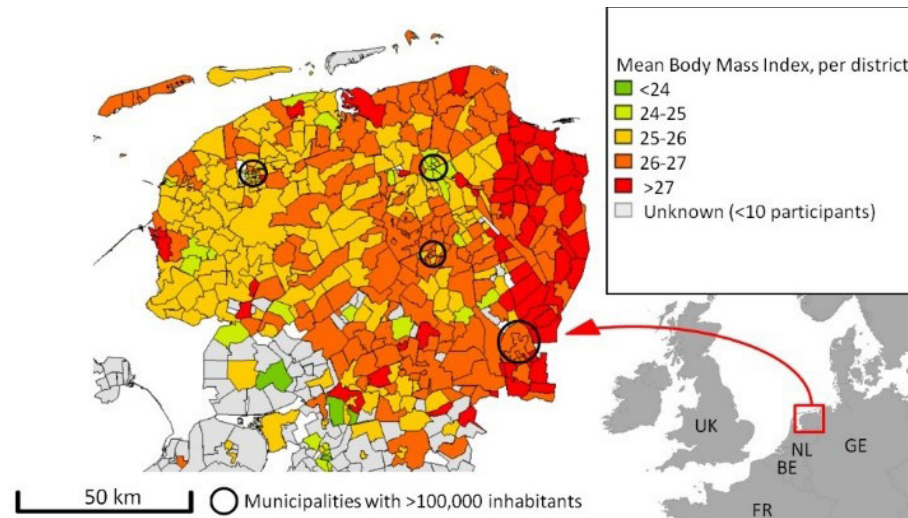 Mean Body Mass Index, per district
<24
24-25
25-26
26-27
>27
Unknown (<10 participants)
UK
NL
GE
BE
FR
50 km
Municipalities with >100,000 inhabitants